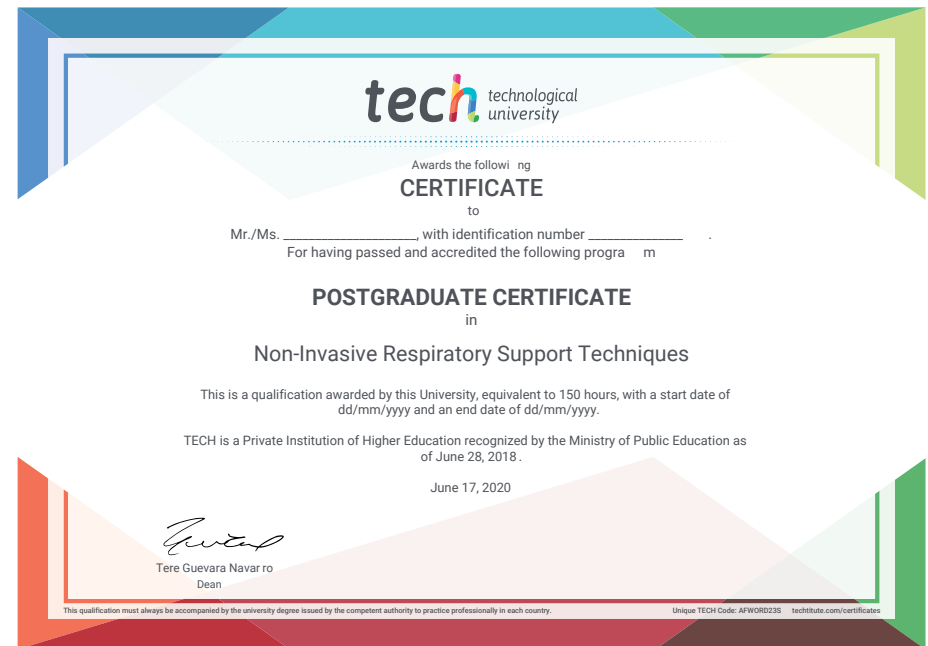 tech technological
university
Awards the followi ng
CERTIFICATE
to
Mr./Ms. _____________________, with identification number _______________ .
For having passed and accredited the following progra m
POSTGRADUATE CERTIFICATE
in
Non-Invasive Respiratory Support Techniques
This is a qualification awarded by this University, equivalent to 150 hours, with a start date of
dd/mm/yyyy and an end date of dd/mm/yyyy.
TECH is a Private Institution of Higher Education recognized by the Ministry of Public Education as
of June 28, 2018 .
June 17, 2020
Tere Guevara Navar ro
Dean
This qualification must always be accompanied by the university degree issued by the competent authority to practice professionally in each country. Unique TECH Code: AFWORD23S techtitute.com/certificates